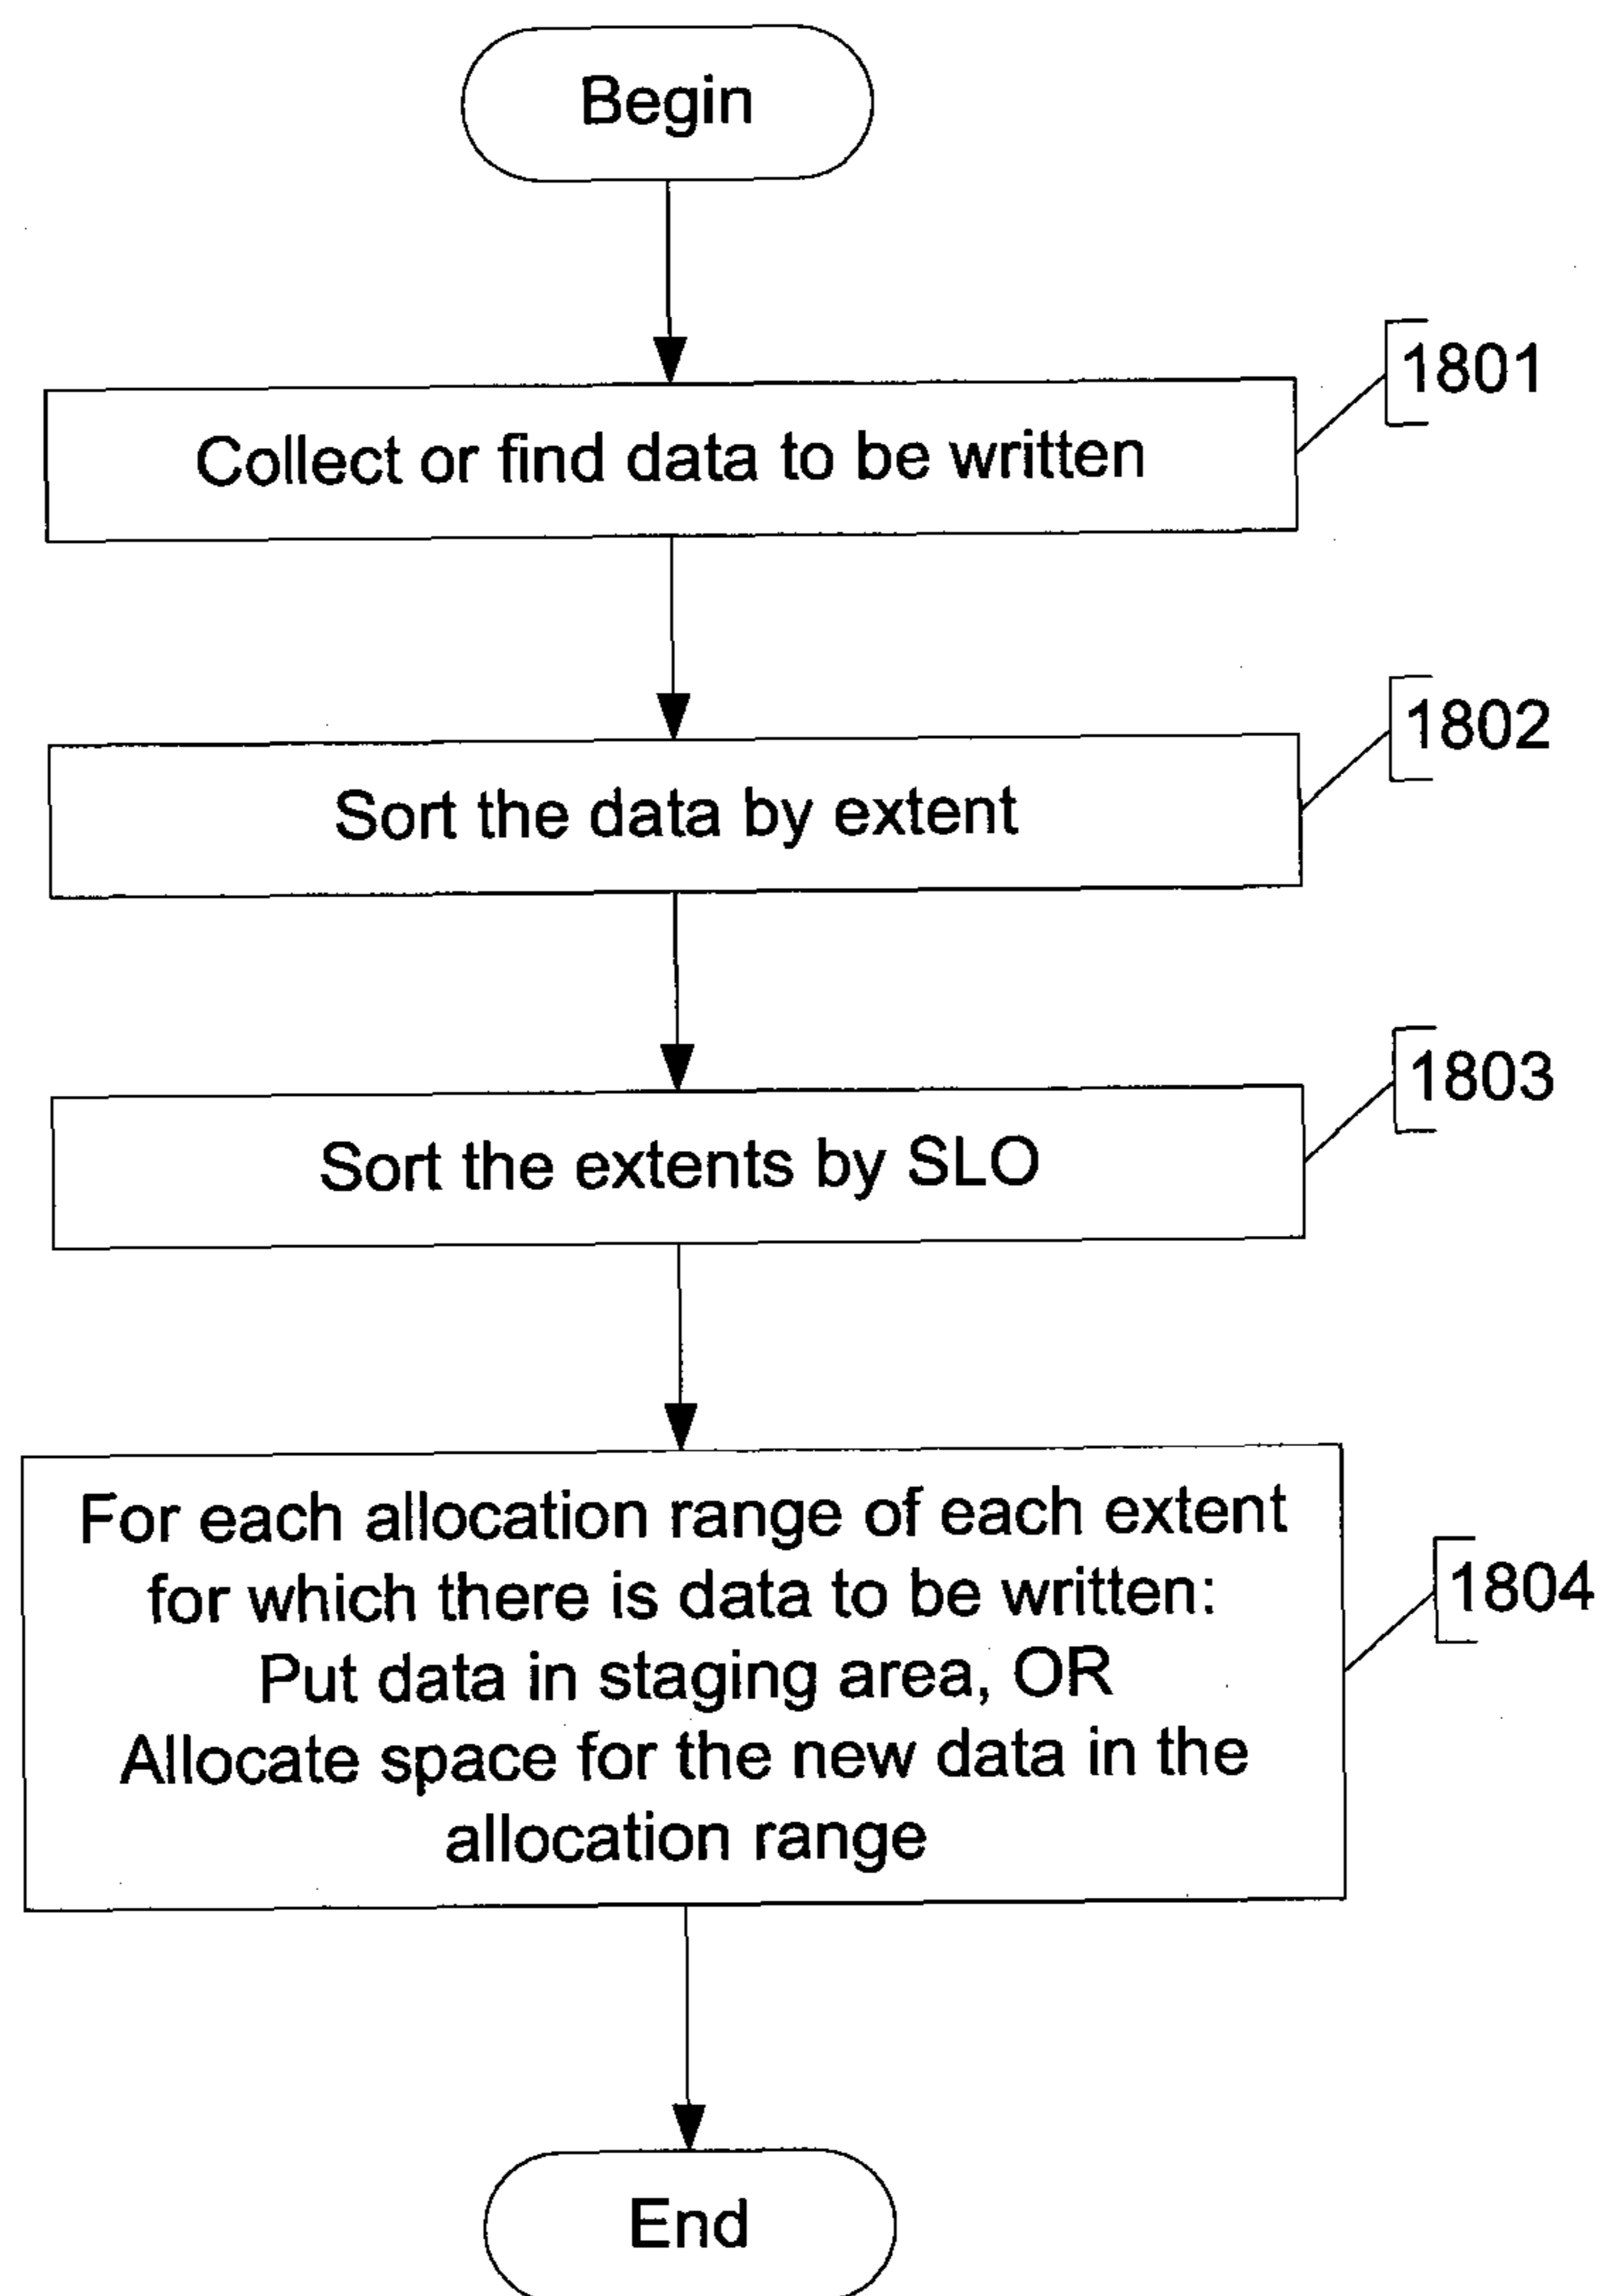 Begin
1801
Collect or find data to be written
1802
Sort the data by extent
1803
Sort the extents by SLO
For each allocation range of each extent
for which there is data to be written:
1804
Put data in staging area, OR
Allocate space for the new data in the
allocation range
End